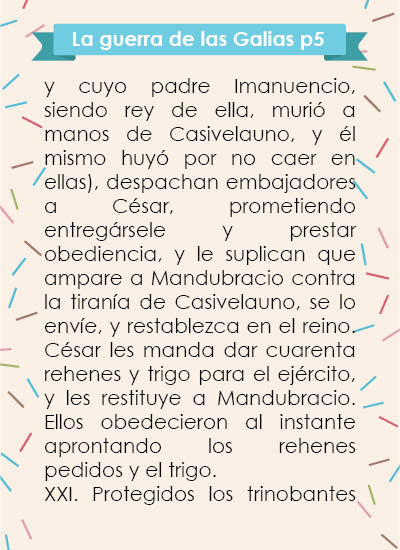 La guerra de las Galias p5
y cuyo padre Imanuencio,
siendo rey de ella, murió a
manos de Casivelauno, y él
mismo huyó por no caer en
ellas), despachan embajadores
a César, prometiendo
entregársele y prestar
obediencia, y le suplican que
ampare a Mandubracio contra
la tiranía de Casivelauno, se lo
envíe, y restablezca en el reino.
César les manda dar cuarenta
rehenes y trigo para el ejército,
y les restituye a Mandubracio.
Ellos obedecieron al instante
aprontando los rehenes
pedidos y el trigo.
XXI. Protegidos los trinobantes